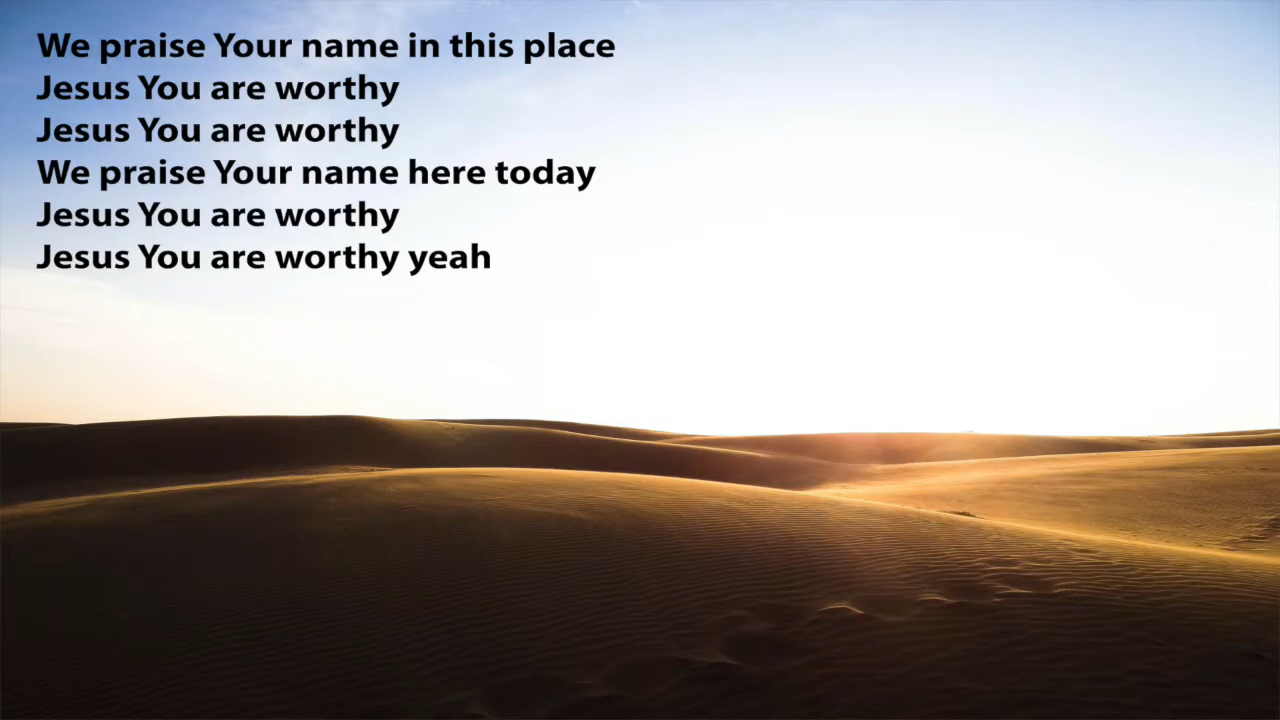 We praise Your name in this place
Jesus You are worthy
Jesus You are worthy
We praise Your name here today
Jesus You are worthy
Jesus You are worthy yeah